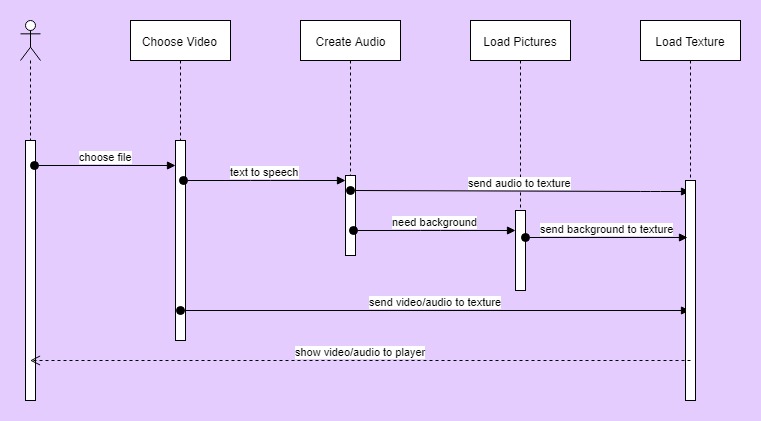 Choose Video
Create Audio
Load Pictures
Load Texture
choose file
text to speech
send audio to texture
need background
send background to texture
send video/audio to texture
show video/audio to player